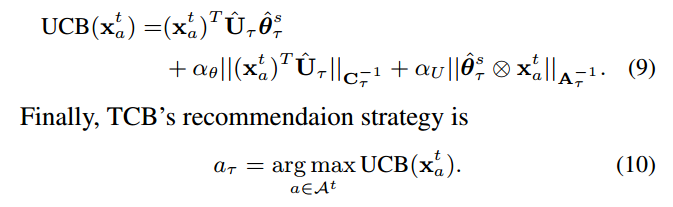 UCB(x_a^t) =(x_a^t)^T Û_τ θ̂_τ^s
+ α_θ||(x_a^t)^T Û_τ||_{C_τ^{-1}} + α_U||θ̂_τ^s ⊗ x_a^t||_{A_τ^{-1}}. (9)
Finally, TCB's recommendaion strategy is
a_τ = arg max_{a∈𝒜^t} UCB(x_a^t). (10)